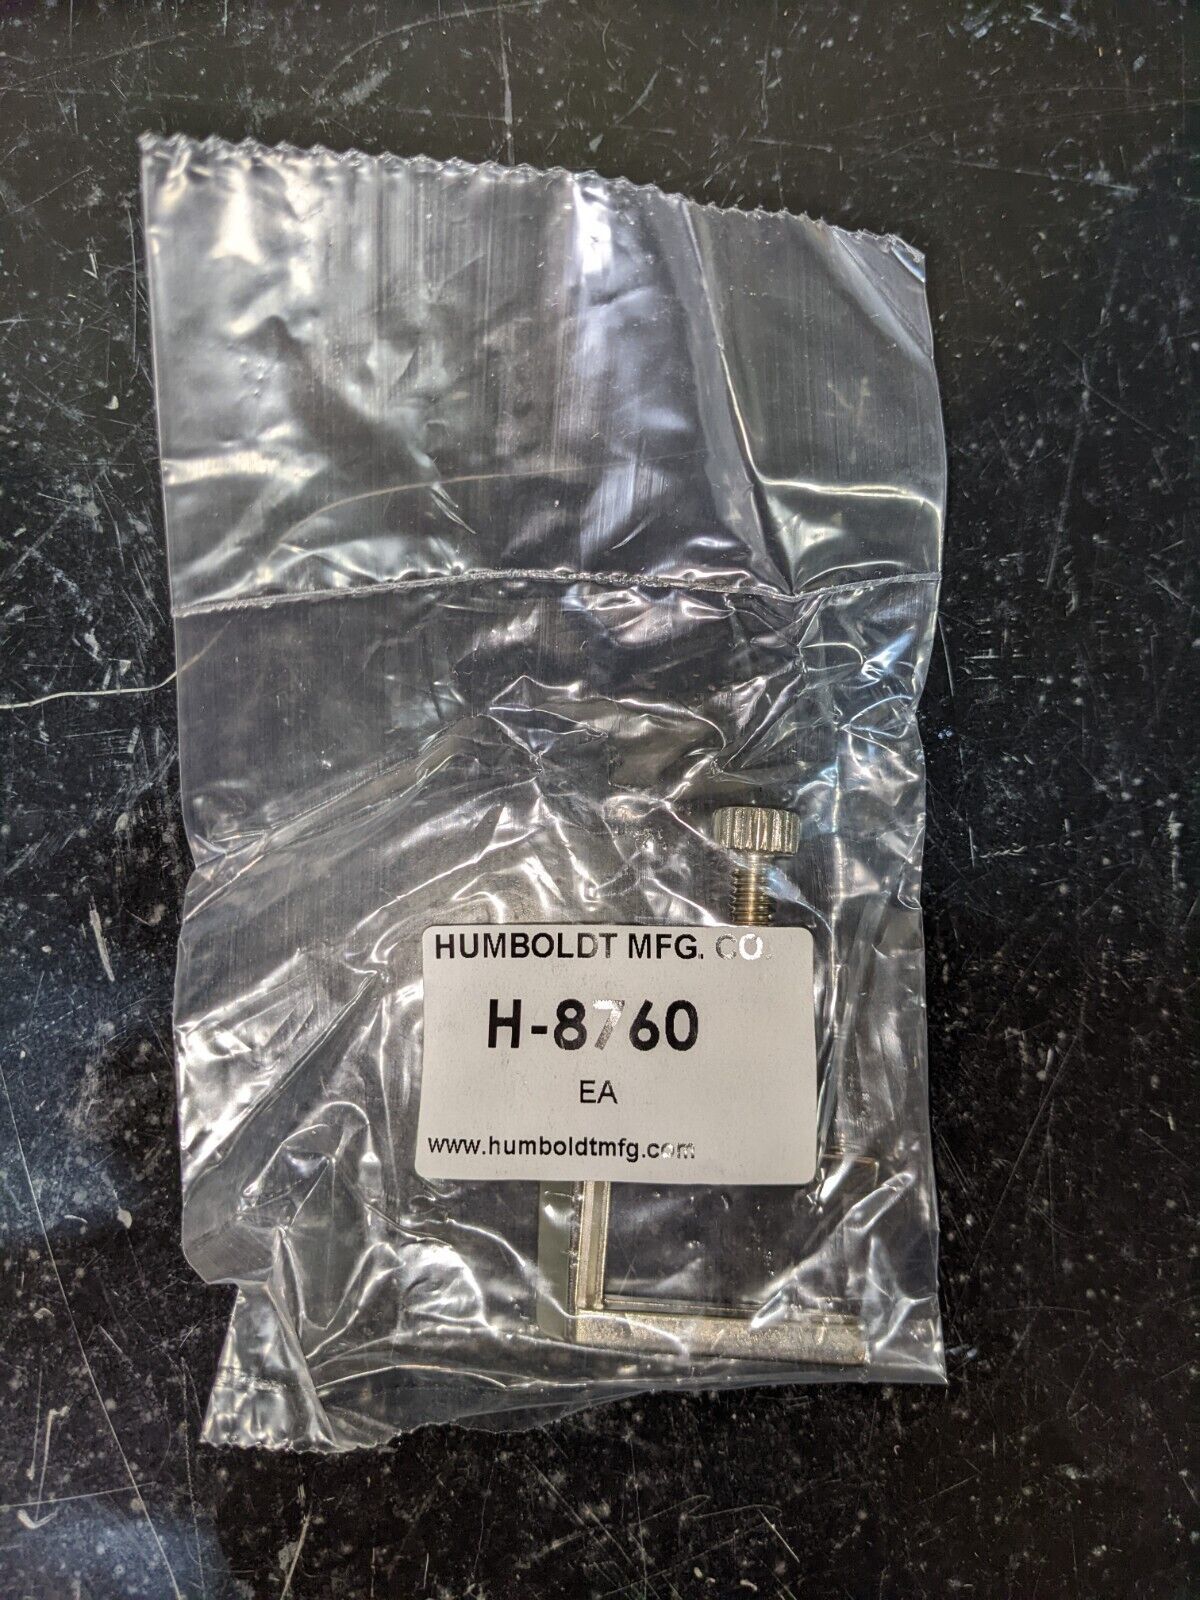 HUMBOLDT MFG. CO.
H-8760
EA
www.humboldtmfg.com